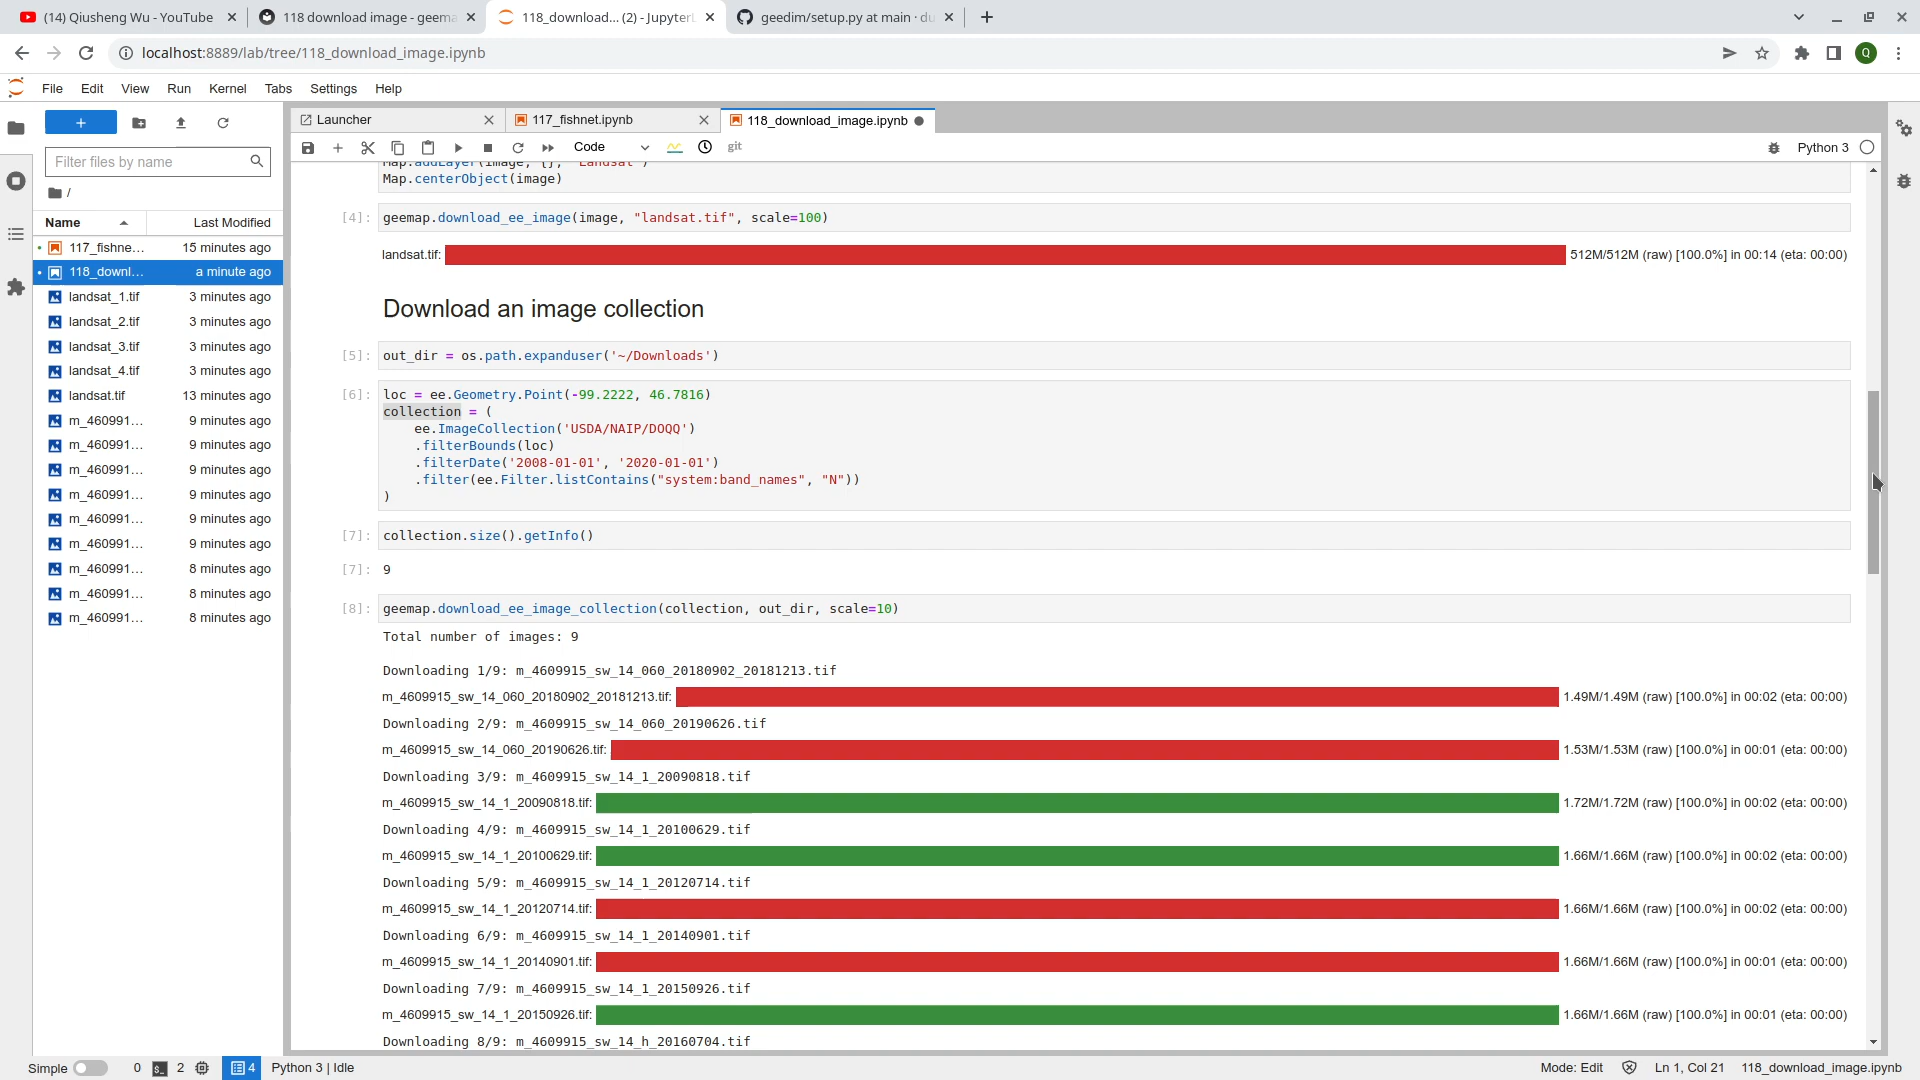 (14) Qiusheng Wu - YouTube
118 download image - geema
118_download... (2) - JupyterL
geedim/setup.py at main · du
localhost:8889/lab/tree/118_download_image.ipynb
Q
File Edit View Run Kernel Tabs Settings Help
Filter files by name
/
Name Last Modified
117_fishne... 15 minutes ago
118_downl... a minute ago
landsat_1.tif 3 minutes ago
landsat_2.tif 3 minutes ago
landsat_3.tif 3 minutes ago
landsat_4.tif 3 minutes ago
landsat.tif 13 minutes ago
m_460991... 9 minutes ago
m_460991... 9 minutes ago
m_460991... 9 minutes ago
m_460991... 9 minutes ago
m_460991... 9 minutes ago
m_460991... 9 minutes ago
m_460991... 8 minutes ago
m_460991... 8 minutes ago
m_460991... 8 minutes ago
Launcher
117_fishnet.ipynb
118_download_image.ipynb
Code
git
Python 3
Map.addLayer(image, {}, "Landsat")
Map.centerObject(image)
[4]: geemap.download_ee_image(image, "landsat.tif", scale=100)
landsat.tif: 512M/512M (raw) [100.0%] in 00:14 (eta: 00:00)
Download an image collection
[5]: out_dir = os.path.expanduser('~/Downloads')
[6]: loc = ee.Geometry.Point(-99.2222, 46.7816)
collection = (
ee.ImageCollection('USDA/NAIP/DOQQ')
.filterBounds(loc)
.filterDate('2008-01-01', '2020-01-01')
.filter(ee.Filter.listContains("system:band_names", "N"))
)
[7]: collection.size().getInfo()
[7]: 9
[8]: geemap.download_ee_image_collection(collection, out_dir, scale=10)
Total number of images: 9
Downloading 1/9: m_4609915_sw_14_060_20180902_20181213.tif
m_4609915_sw_14_060_20180902_20181213.tif: 1.49M/1.49M (raw) [100.0%] in 00:02 (eta: 00:00)
Downloading 2/9: m_4609915_sw_14_060_20190626.tif
m_4609915_sw_14_060_20190626.tif: 1.53M/1.53M (raw) [100.0%] in 00:01 (eta: 00:00)
Downloading 3/9: m_4609915_sw_14_1_20090818.tif
m_4609915_sw_14_1_20090818.tif: 1.72M/1.72M (raw) [100.0%] in 00:02 (eta: 00:00)
Downloading 4/9: m_4609915_sw_14_1_20100629.tif
m_4609915_sw_14_1_20100629.tif: 1.66M/1.66M (raw) [100.0%] in 00:02 (eta: 00:00)
Downloading 5/9: m_4609915_sw_14_1_20120714.tif
m_4609915_sw_14_1_20120714.tif: 1.66M/1.66M (raw) [100.0%] in 00:02 (eta: 00:00)
Downloading 6/9: m_4609915_sw_14_1_20140901.tif
m_4609915_sw_14_1_20140901.tif: 1.66M/1.66M (raw) [100.0%] in 00:01 (eta: 00:00)
Downloading 7/9: m_4609915_sw_14_1_20150926.tif
m_4609915_sw_14_1_20150926.tif: 1.66M/1.66M (raw) [100.0%] in 00:01 (eta: 00:00)
Downloading 8/9: m_4609915_sw_14_h_20160704.tif
Simple 0 2 4 Python 3 | Idle Mode: Edit Ln 1, Col 21 118_download_image.ipynb